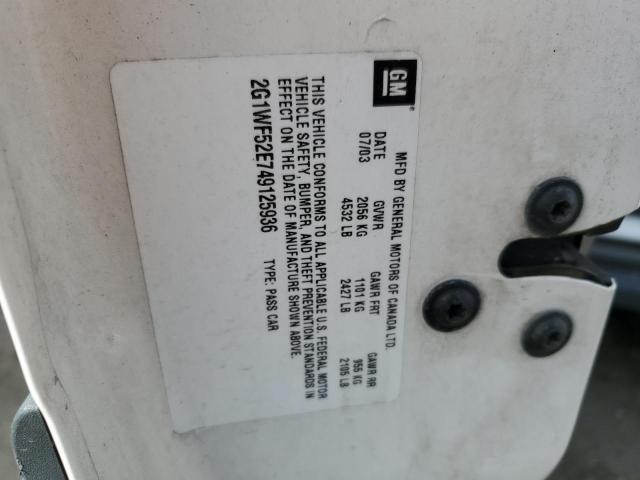 GM
MFD BY GENERAL MOTORS OF CANADA LTD.
DATE GVWR GAWR FRT GAWR RR
07/03 2056 KG 1101 KG 955 KG
4532 LB 2427 LB 2105 LB
THIS VEHICLE CONFORMS TO ALL APPLICABLE U.S. FEDERAL MOTOR
VEHICLE SAFETY, BUMPER, AND THEFT PREVENTION STANDARDS IN
EFFECT ON THE DATE OF MANUFACTURE SHOWN ABOVE.
2G1WF52E749125936 TYPE: PASS CAR